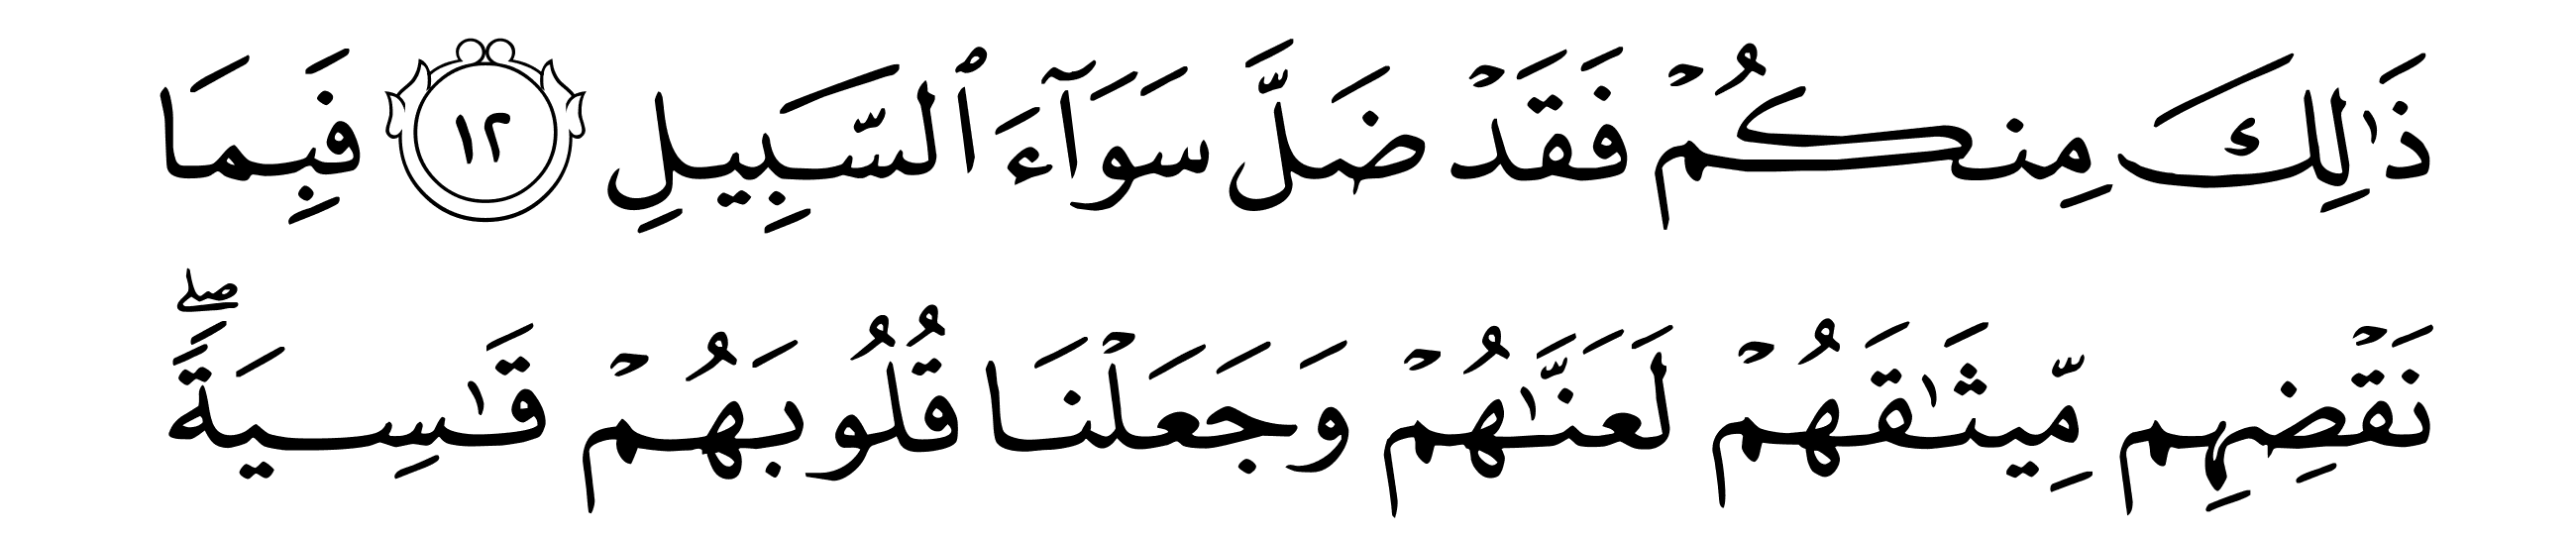 ذَٰلِكَ مِنكُمۡ فَقَدۡ ضَلَّ سَوَآءَ ٱلسَّبِيلِ ١٢ فَبِمَا
نَقۡضِهِم مِّيثَٰقَهُمۡ لَعَنَّٰهُمۡ وَجَعَلۡنَا قُلُوبَهُمۡ قَٰسِيَةٗۖ